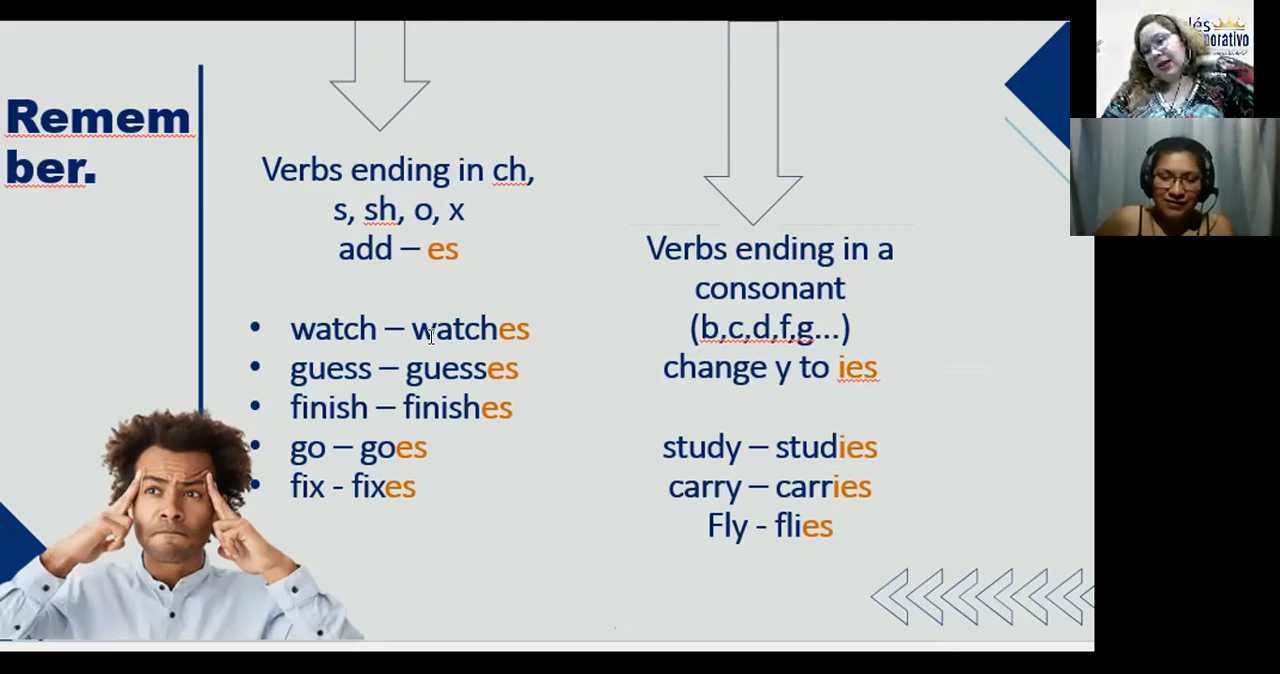 Remem
ber.
Verbs ending in ch,
s, sh, o, x
add – es
watch – watches
guess – guesses
finish – finishes
go – goes
fix - fixes
Verbs ending in a
consonant
(b,c,d,f,g...)
change y to ies
study – studies
carry – carries
Fly - flies